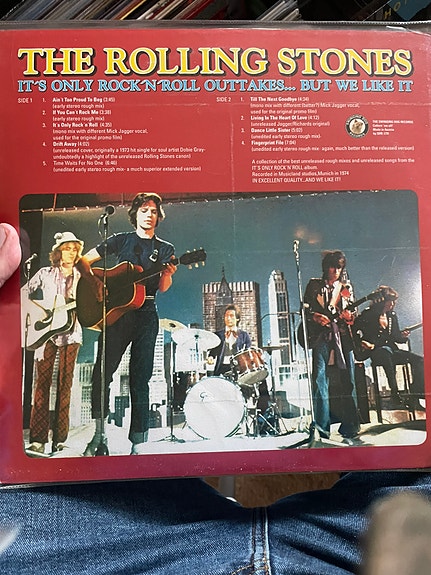 THE ROLLING STONES
IT'S ONLY ROCK'N'ROLL OUTTAKES... BUT WE LIKE IT
SIDE 1
1. Ain't Too Proud To Beg (3:45)
(early stereo rough mix)
2. If You Can't Rock Me (3:38)
(early stereo rough mix)
3. It's Only Rock'n'Roll (4:35)
(mono mix with different Mick Jagger vocal,
used for the original promo film)
4. Drift Away (4:02)
(unreleased cover, originally a 1973 hit single for soul artist Dobie Gray-
undoubtedly a highlight of the unreleased Rolling Stones canon)
5. Time Waits For No One (8:46)
(unedited early stereo rough mix- a much superior extended version)
SIDE 2
1. Till The Next Goodbye (4:34)
(mono mix with different Mick Jagger vocal,
used for the original promo film)
2. Living In The Heart Of Love (4:12)
(unreleased Jagger/Richards original)
3. Dance Little Sister (5:02)
(unedited early stereo rough mix)
4. Fingerprint File (7:04)
(unedited early stereo rough mix- again, much better than the released version)
A collection of the best unreleased rough mixes and unreleased songs from the
IT'S ONLY ROCK'N'ROLL album.
Recorded in Musicland studios, Munich in 1974
IN EXCELLENT QUALITY...AND WE LIKE IT!